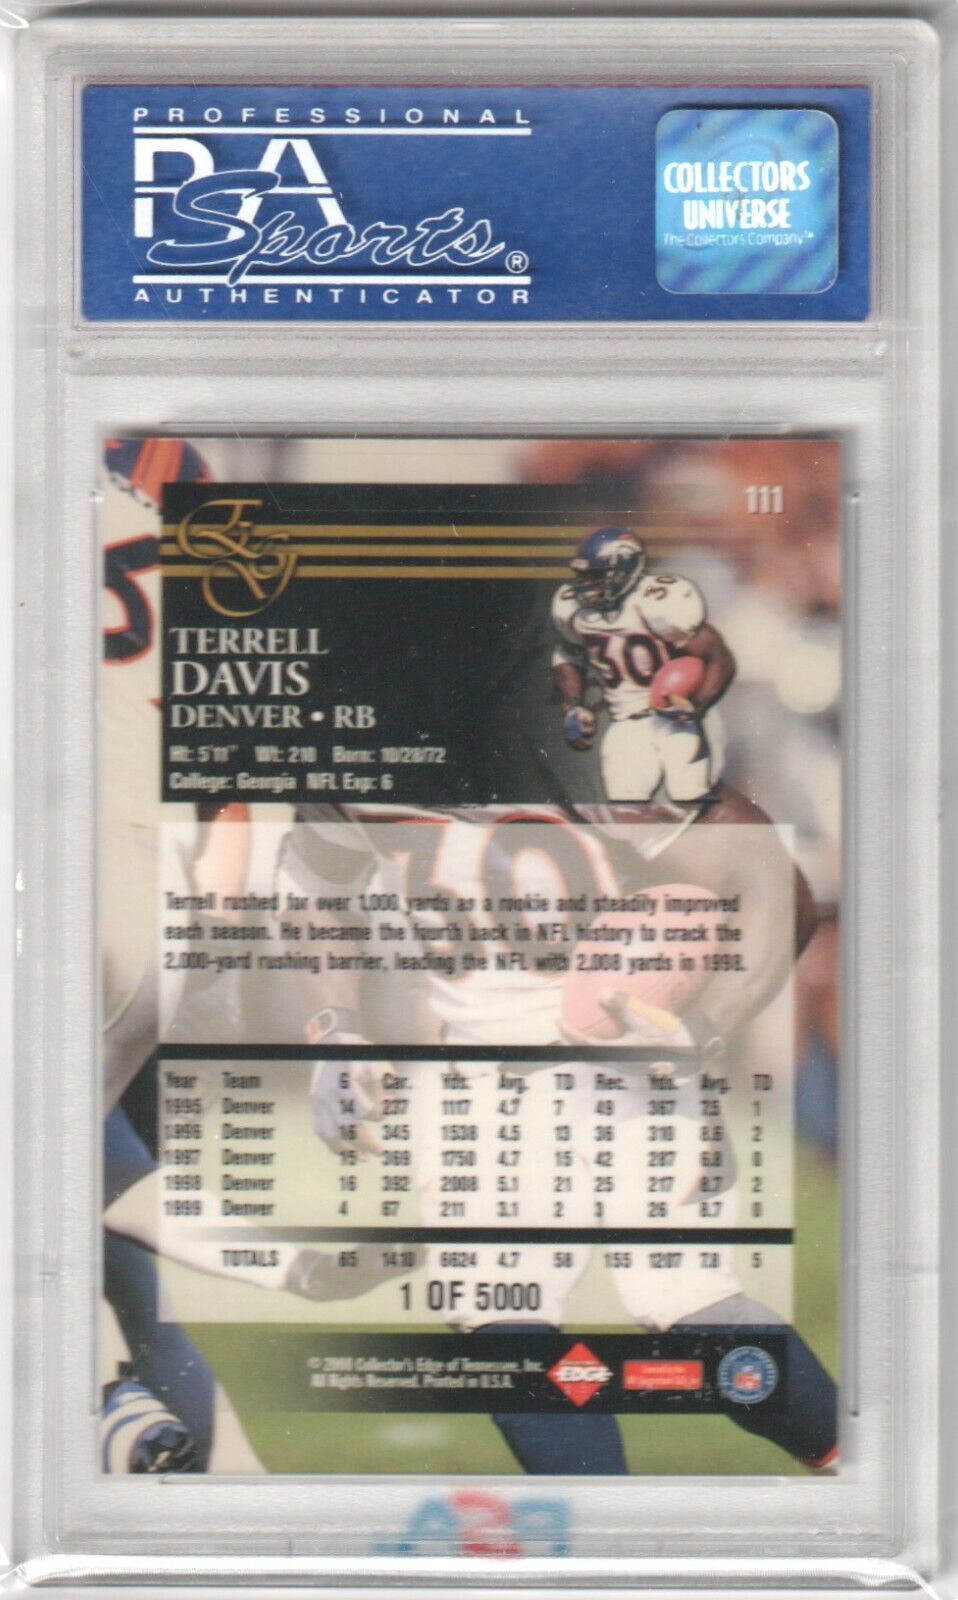 PROFESSIONAL
PSA
Sports®
AUTHENTICATOR
COLLECTORS
UNIVERSE
The Collectors Company™
111
EG
TERRELL
DAVIS
DENVER • RB
Ht: 5'11" Wt: 210 Born: 10/28/72
College: Georgia NFL Exp: 6
30
30
Terrell rushed for over 1,000 yards as a rookie and steadily improved
each season. He became the fourth back in NFL history to crack the
2,000-yard rushing barrier, leading the NFL with 2,008 yards in 1998.
Year Team G Car. Yds. Avg. TD Rec. Yds. Avg. TD
1995 Denver 14 237 1117 4.7 7 49 367 7.5 1
1996 Denver 16 345 1538 4.5 13 36 310 8.6 2
1997 Denver 15 369 1750 4.7 15 42 287 6.8 0
1998 Denver 16 392 2008 5.1 21 25 217 8.7 2
1999 Denver 4 67 211 3.1 2 3 26 8.7 0
TOTALS 65 1410 6624 4.7 58 155 1207 7.8 5
1 OF 5000
© 2000 Collector's Edge of Tennessee, Inc.
All Rights Reserved. Printed in U.S.A.
EDGE
PSA